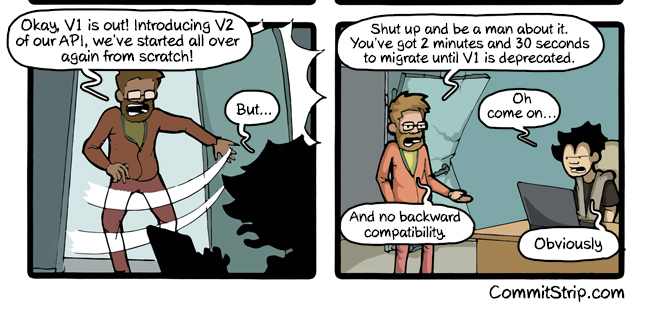 Okay, V1 is out! Introducing V2
of our API, we've started all over
again from scratch!
But...
Shut up and be a man about it.
You've got 2 minutes and 30 seconds
to migrate until V1 is deprecated.
Oh
come on...
And no backward
compatibility.
Obviously
CommitStrip.com